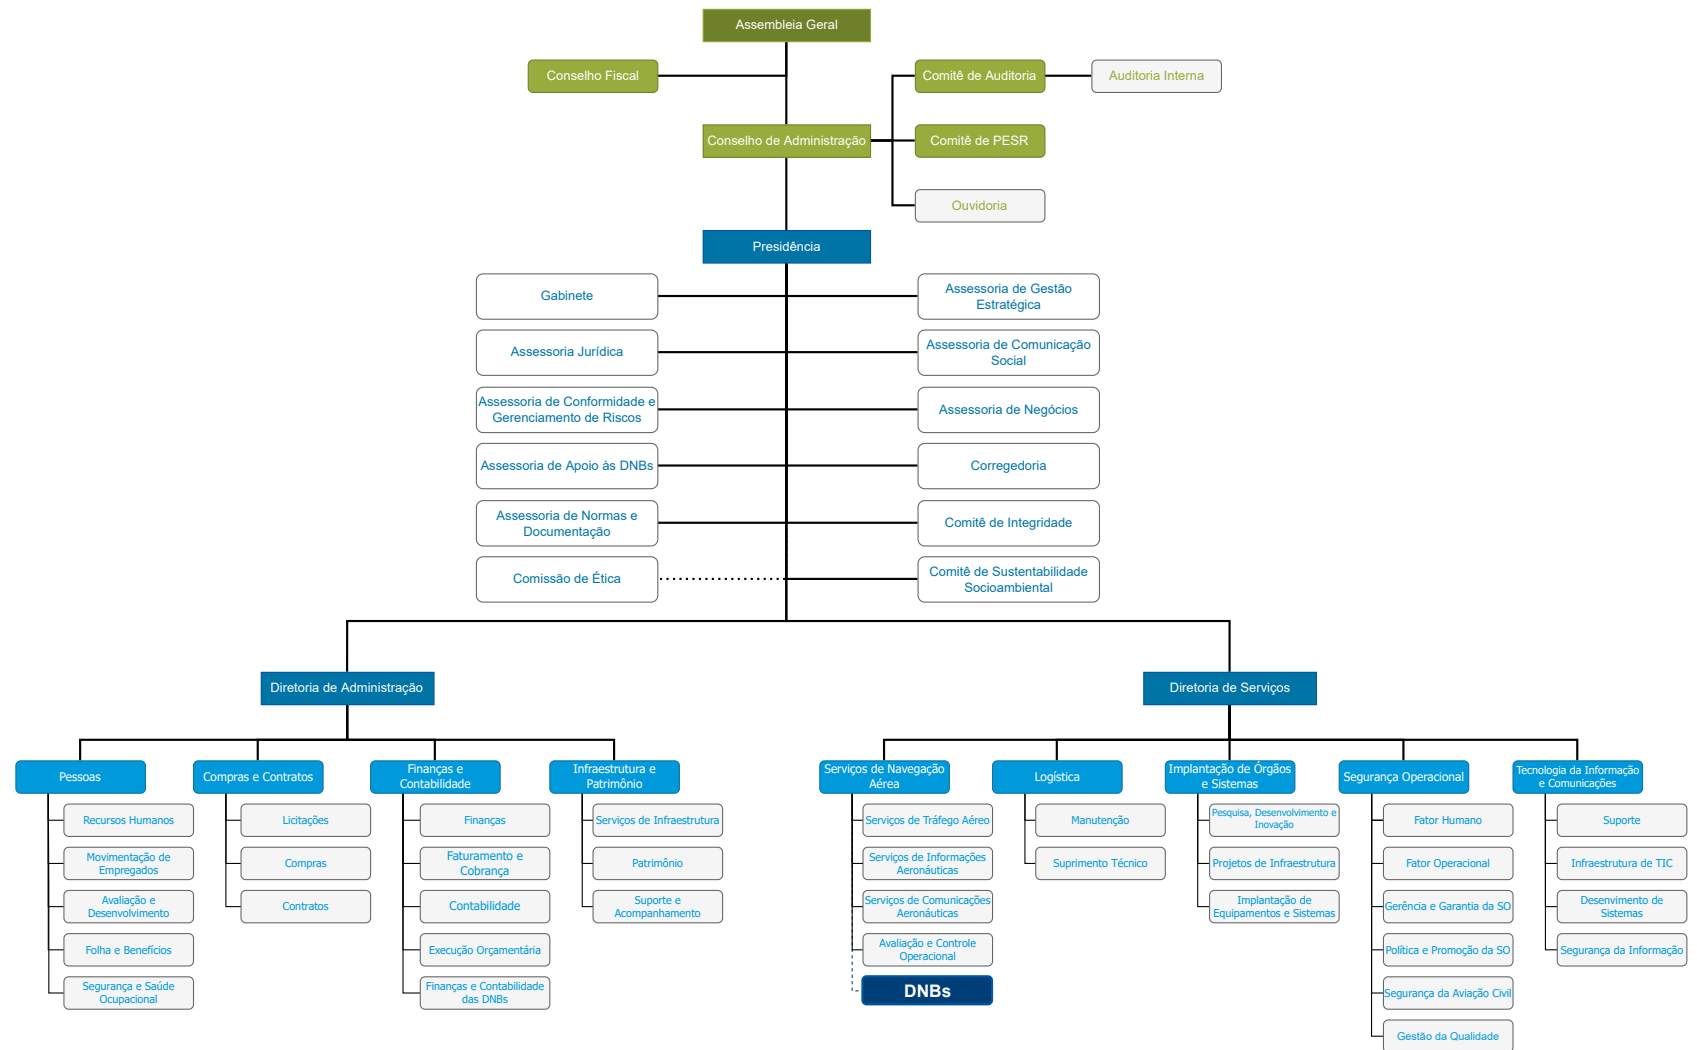 Assembleia Geral
Conselho Fiscal
Comitê de Auditoria
Auditoria Interna
Conselho de Administração
Comitê de PESR
Ouvidoria
Presidência
Gabinete
Assessoria de Gestão
Estratégica
Assessoria Jurídica
Assessoria de Comunicação
Social
Assessoria de Conformidade e
Gerenciamento de Riscos
Assessoria de Negócios
Assessoria de Apoio às DNBs
Corregedoria
Assessoria de Normas e
Documentação
Comitê de Integridade
Comissão de Ética
Comitê de Sustentabilidade
Socioambiental
Diretoria de Administração
Diretoria de Serviços
Pessoas
Recursos Humanos
Movimentação de
Empregados
Avaliação e
Desenvolvimento
Folha e Benefícios
Segurança e Saúde
Ocupacional
Compras e Contratos
Licitações
Compras
Contratos
Finanças e
Contabilidade
Finanças
Faturamento e
Cobrança
Contabilidade
Execução Orçamentária
Finanças e Contabilidade
das DNBs
Infraestrutura e
Patrimônio
Serviços de Infraestrutura
Patrimônio
Suporte e
Acompanhamento
Serviços de Navegação
Aérea
Serviços de Tráfego Aéreo
Serviços de Informações
Aeronáuticas
Serviços de Comunicações
Aeronáuticas
Avaliação e Controle
Operacional
DNBs
Logística
Manutenção
Suprimento Técnico
Implantação de Órgãos
e Sistemas
Pesquisa, Desenvolvimento e
Inovação
Projetos de Infraestrutura
Implantação de
Equipamentos e Sistemas
Segurança Operacional
Fator Humano
Fator Operacional
Gerência e Garantia da SO
Política e Promoção da SO
Segurança da Aviação Civil
Gestão da Qualidade
Tecnologia da Informação
e Comunicações
Suporte
Infraestrutura de TIC
Desenvimento de
Sistemas
Segurança da Informação